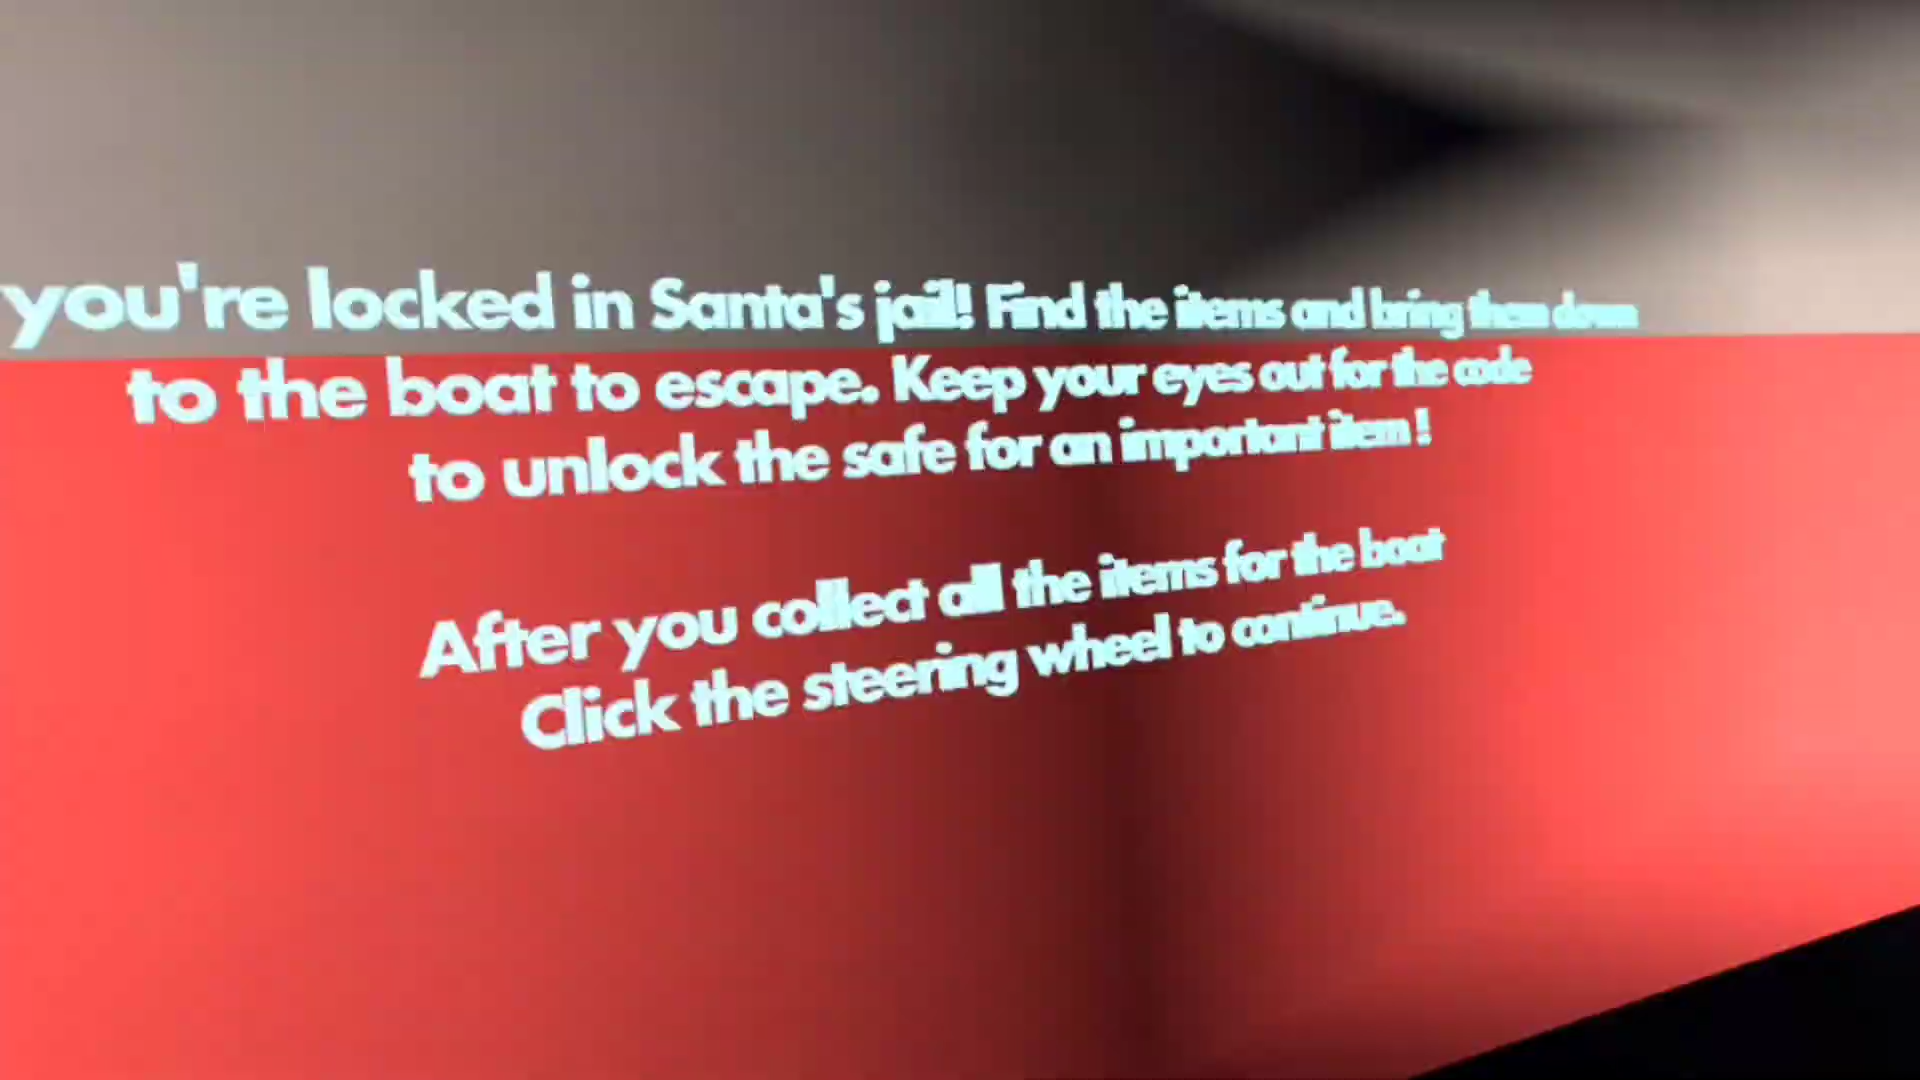 you're locked in Santa's jail! Find the items and bring them down
to the boat to escape. Keep your eyes out for the code
to unlock the safe for an important item !
After you collect all the items for the boat
Click the steering wheel to continue.